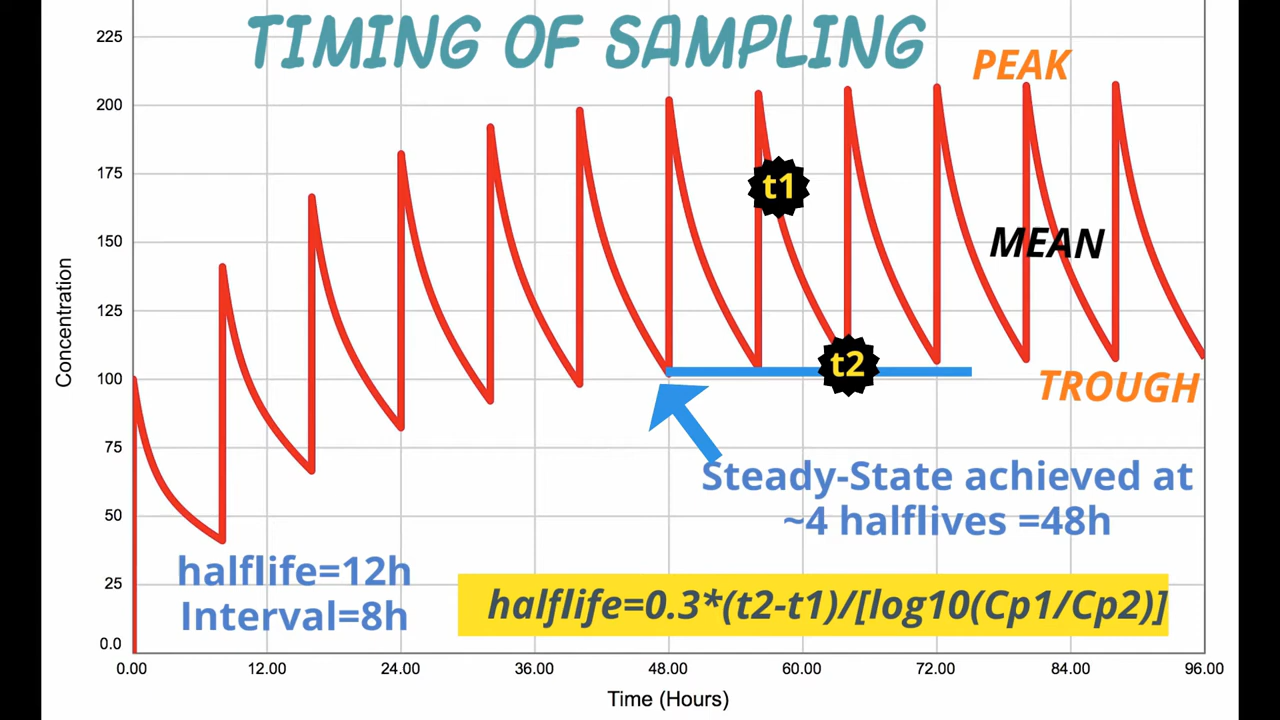 TIMING OF SAMPLING
225
200
175
150
125
100
75
50
25
0.0
Concentration
PEAK
t1
MEAN
t2
TROUGH
Steady-State achieved at
~4 halflives =48h
halflife=12h
Interval=8h
halflife=0.3*(t2-t1)/[log10(Cp1/Cp2)]
0.00 12.00 24.00 36.00 48.00 60.00 72.00 84.00 96.00
Time (Hours)